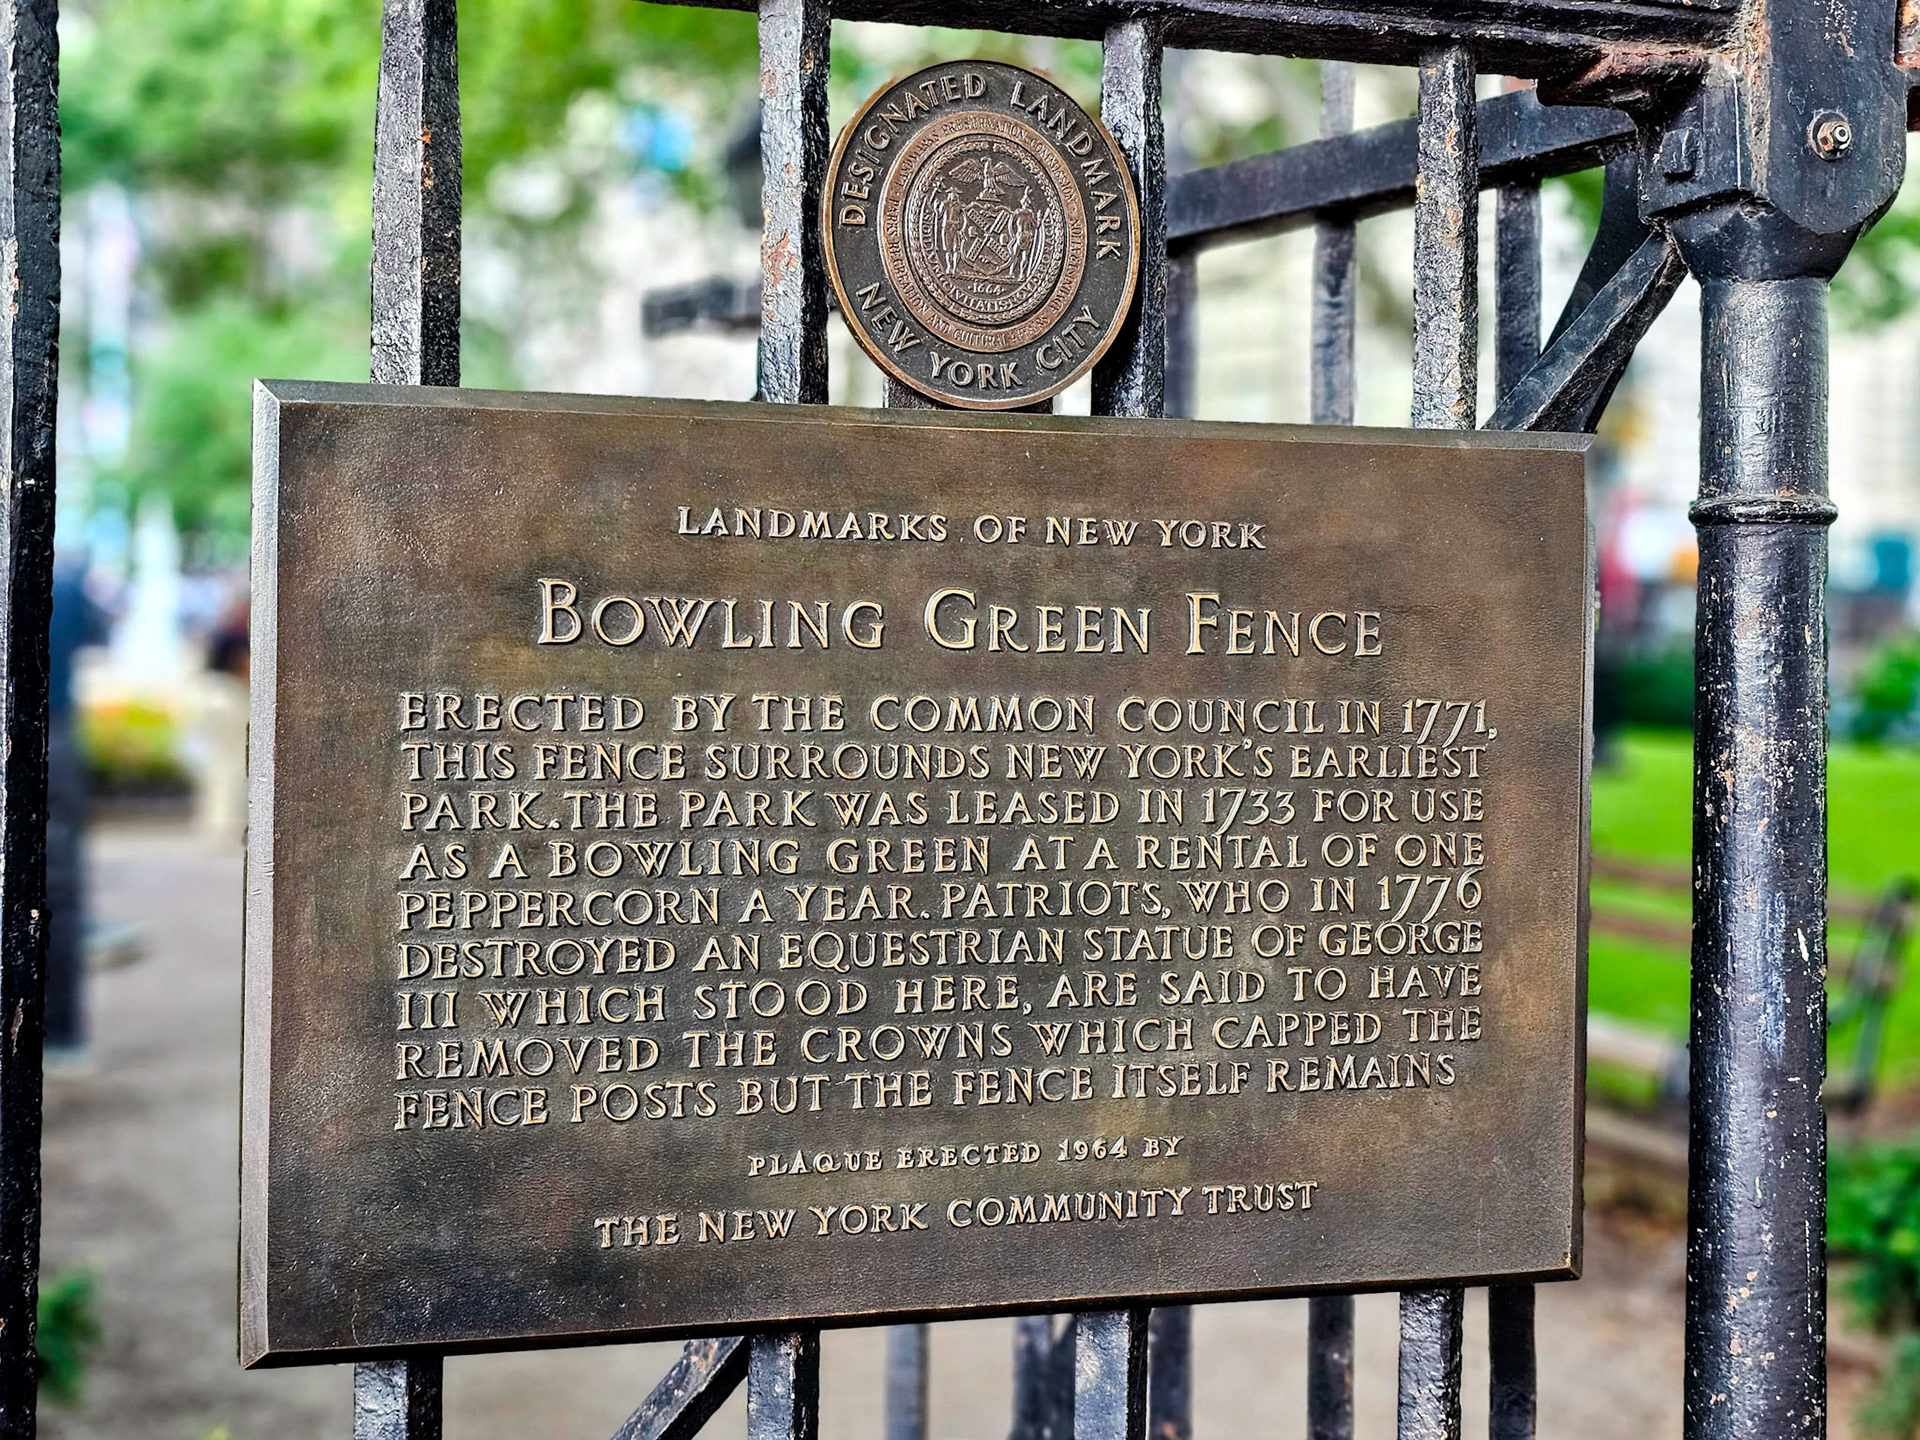 DESIGNATED LANDMARK
NEW YORK CITY
LANDMARKS PRESERVATION COMMISSION
1664
LANDMARKS OF NEW YORK
BOWLING GREEN FENCE
ERECTED BY THE COMMON COUNCIL IN 1771,
THIS FENCE SURROUNDS NEW YORK'S EARLIEST
PARK. THE PARK WAS LEASED IN 1733 FOR USE
AS A BOWLING GREEN AT A RENTAL OF ONE
PEPPERCORN A YEAR. PATRIOTS, WHO IN 1776
DESTROYED AN EQUESTRIAN STATUE OF GEORGE
III WHICH STOOD HERE, ARE SAID TO HAVE
REMOVED THE CROWNS WHICH CAPPED THE
FENCE POSTS BUT THE FENCE ITSELF REMAINS
PLAQUE ERECTED 1964 BY
THE NEW YORK COMMUNITY TRUST